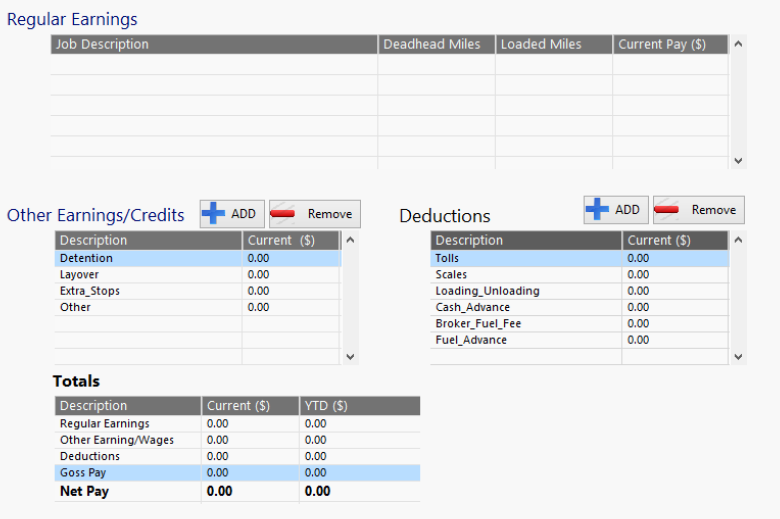 Regular Earnings
Job Description Deadhead Miles Loaded Miles Current Pay ($)
Other Earnings/Credits ADD Remove
Description Current ($)
Detention 0.00
Layover 0.00
Extra_Stops 0.00
Other 0.00
Deductions ADD Remove
Description Current ($)
Tolls 0.00
Scales 0.00
Loading_Unloading 0.00
Cash_Advance 0.00
Broker_Fuel_Fee 0.00
Fuel_Advance 0.00
Totals
Description Current ($) YTD ($)
Regular Earnings 0.00 0.00
Other Earning/Wages 0.00 0.00
Deductions 0.00 0.00
Goss Pay 0.00 0.00
Net Pay 0.00 0.00